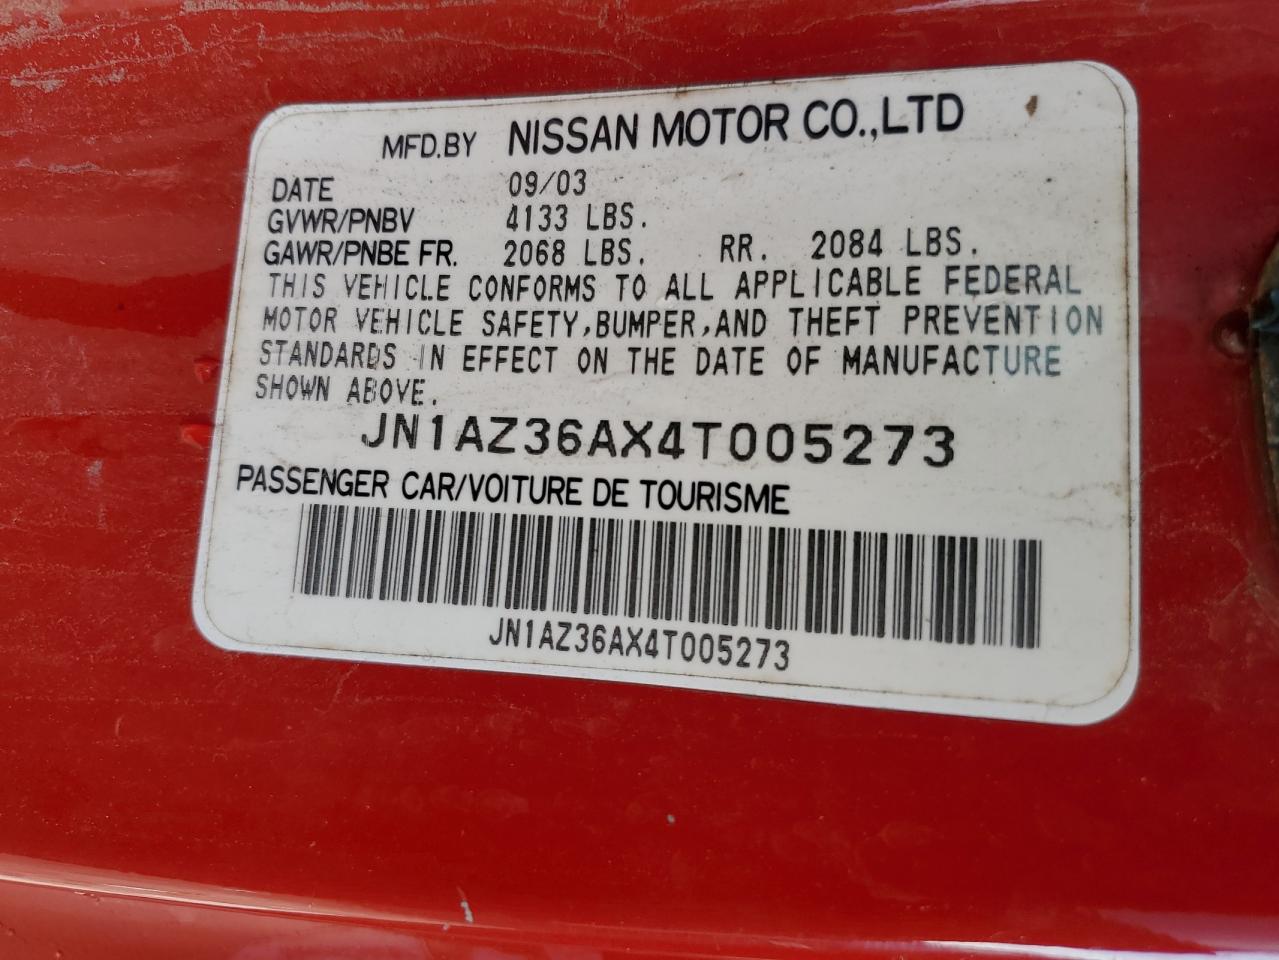 MFD.BY NISSAN MOTOR CO.,LTD
DATE 09/03
GVWR/PNBV 4133 LBS.
GAWR/PNBE FR. 2068 LBS. RR. 2084 LBS.
THIS VEHICLE CONFORMS TO ALL APPLICABLE FEDERAL
MOTOR VEHICLE SAFETY,BUMPER,AND THEFT PREVENTION
STANDARDS IN EFFECT ON THE DATE OF MANUFACTURE
SHOWN ABOVE.
JN1AZ36AX4T005273
PASSENGER CAR/VOITURE DE TOURISME
JN1AZ36AX4T005273